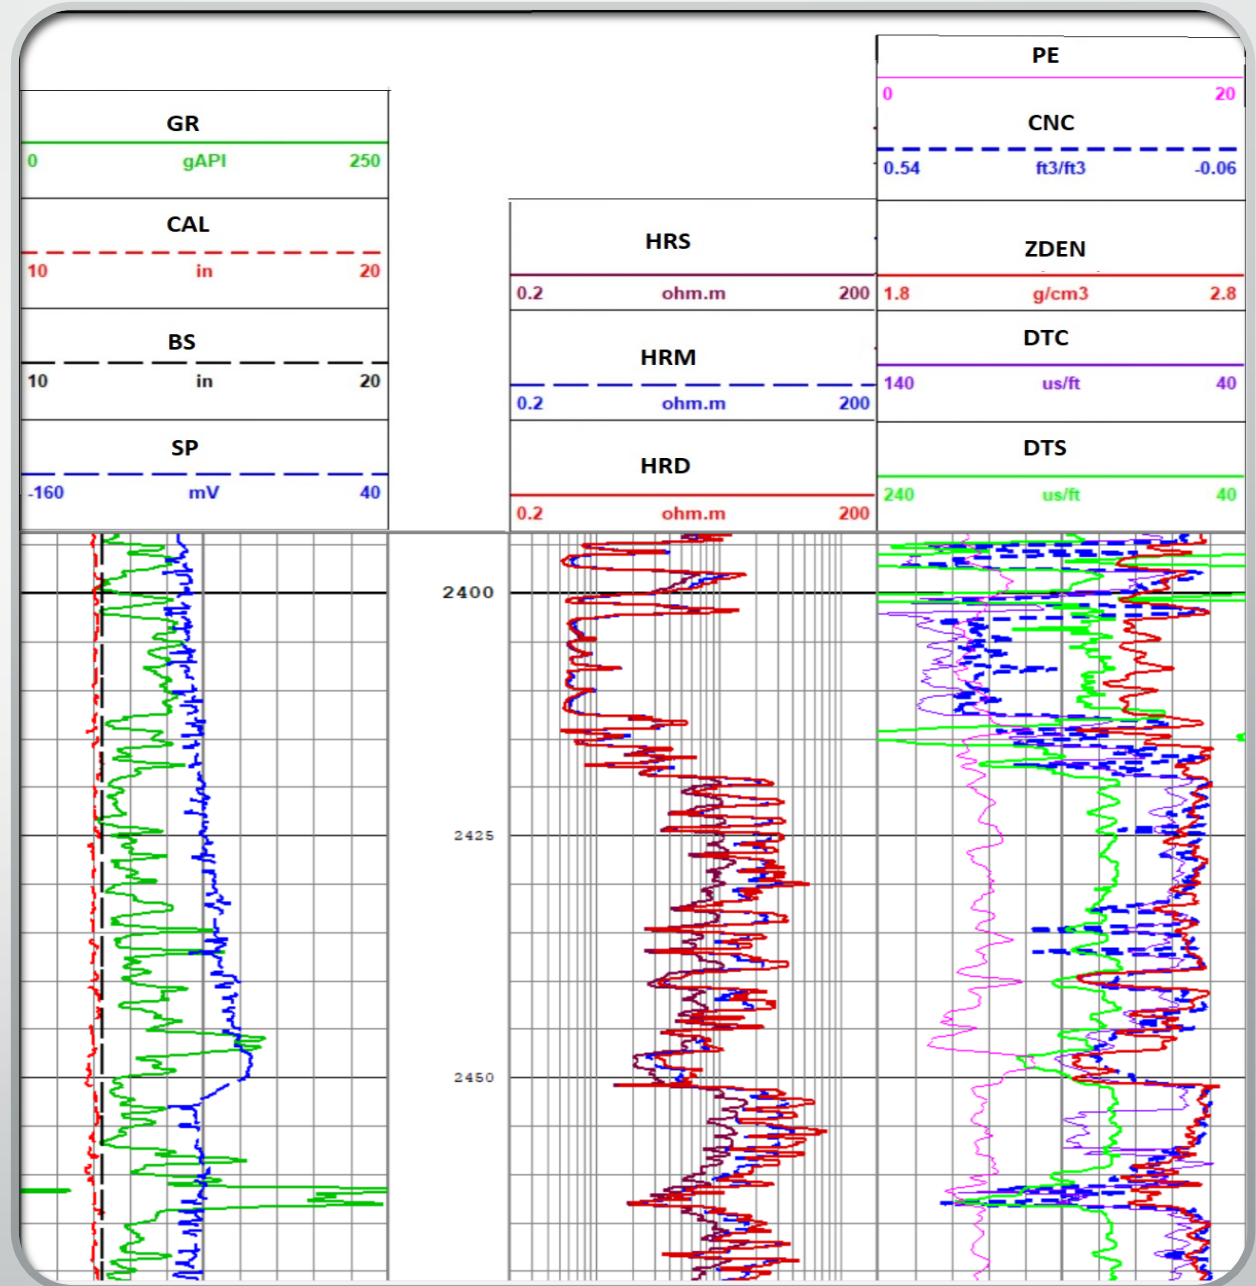 GR
0 gAPI 250
CAL
10 in 20
BS
10 in 20
SP
-160 mV 40
HRS
0.2 ohm.m 200
HRM
0.2 ohm.m 200
HRD
0.2 ohm.m 200
PE
0 20
CNC
0.54 ft3/ft3 -0.06
ZDEN
1.8 g/cm3 2.8
DTC
140 us/ft 40
DTS
240 us/ft 40
2400
2425
2450